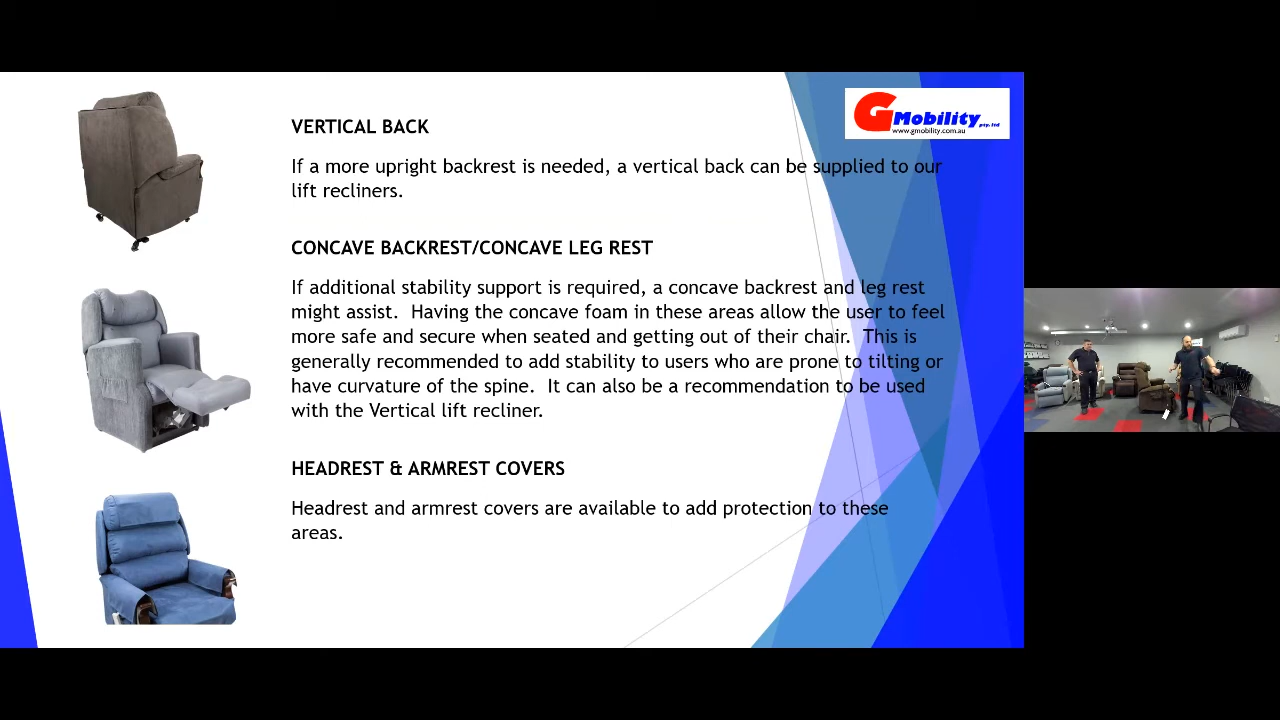 G Mobility pty. ltd
www.gmobility.com.au
VERTICAL BACK
If a more upright backrest is needed, a vertical back can be supplied to our
lift recliners.
CONCAVE BACKREST/CONCAVE LEG REST
If additional stability support is required, a concave backrest and leg rest
might assist.  Having the concave foam in these areas allow the user to feel
more safe and secure when seated and getting out of their chair.  This is
generally recommended to add stability to users who are prone to tilting or
have curvature of the spine.  It can also be a recommendation to be used
with the Vertical lift recliner.
HEADREST & ARMREST COVERS
Headrest and armrest covers are available to add protection to these
areas.